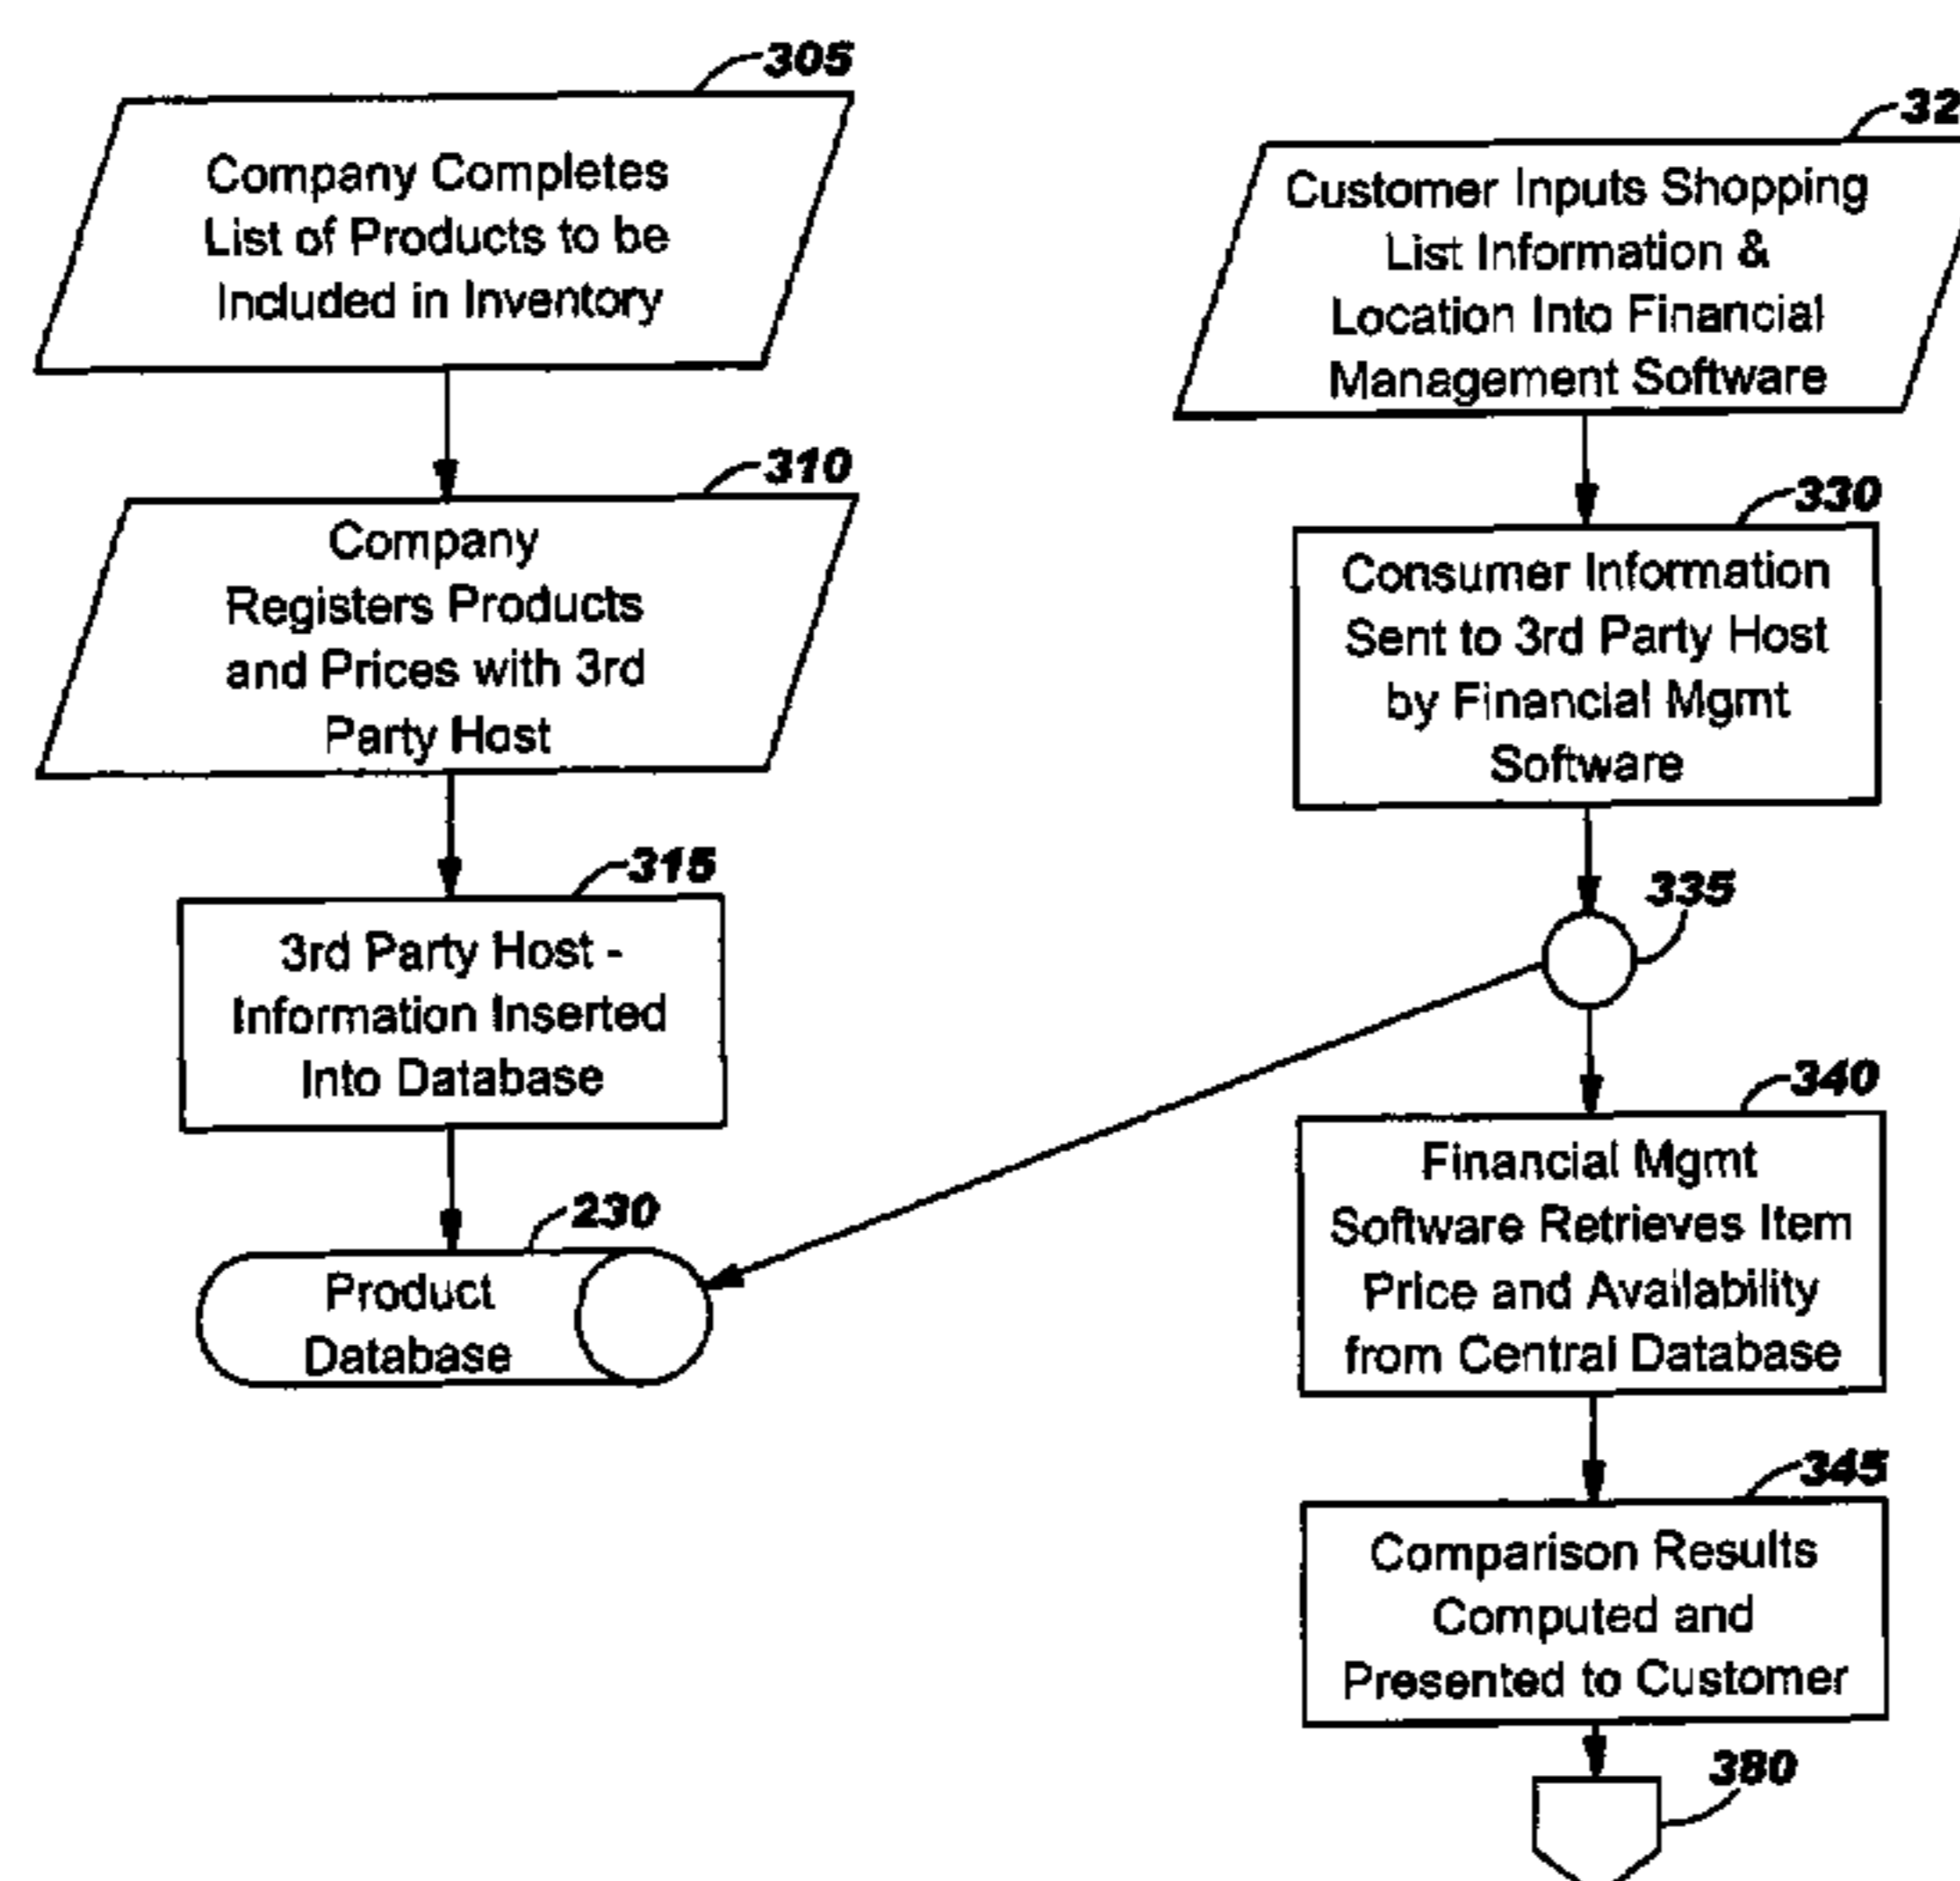 305
Company Completes
List of Products to be
Included in Inventory
310
Company
Registers Products
and Prices with 3rd
Party Host
315
3rd Party Host -
Information Inserted
Into Database
230
Product
Database
32
Customer Inputs Shopping
List Information &
Location Into Financial
Management Software
330
Consumer Information
Sent to 3rd Party Host
by Financial Mgmt
Software
335
340
Financial Mgmt
Software Retrieves Item
Price and Availability
from Central Database
345
Comparison Results
Computed and
Presented to Customer
380